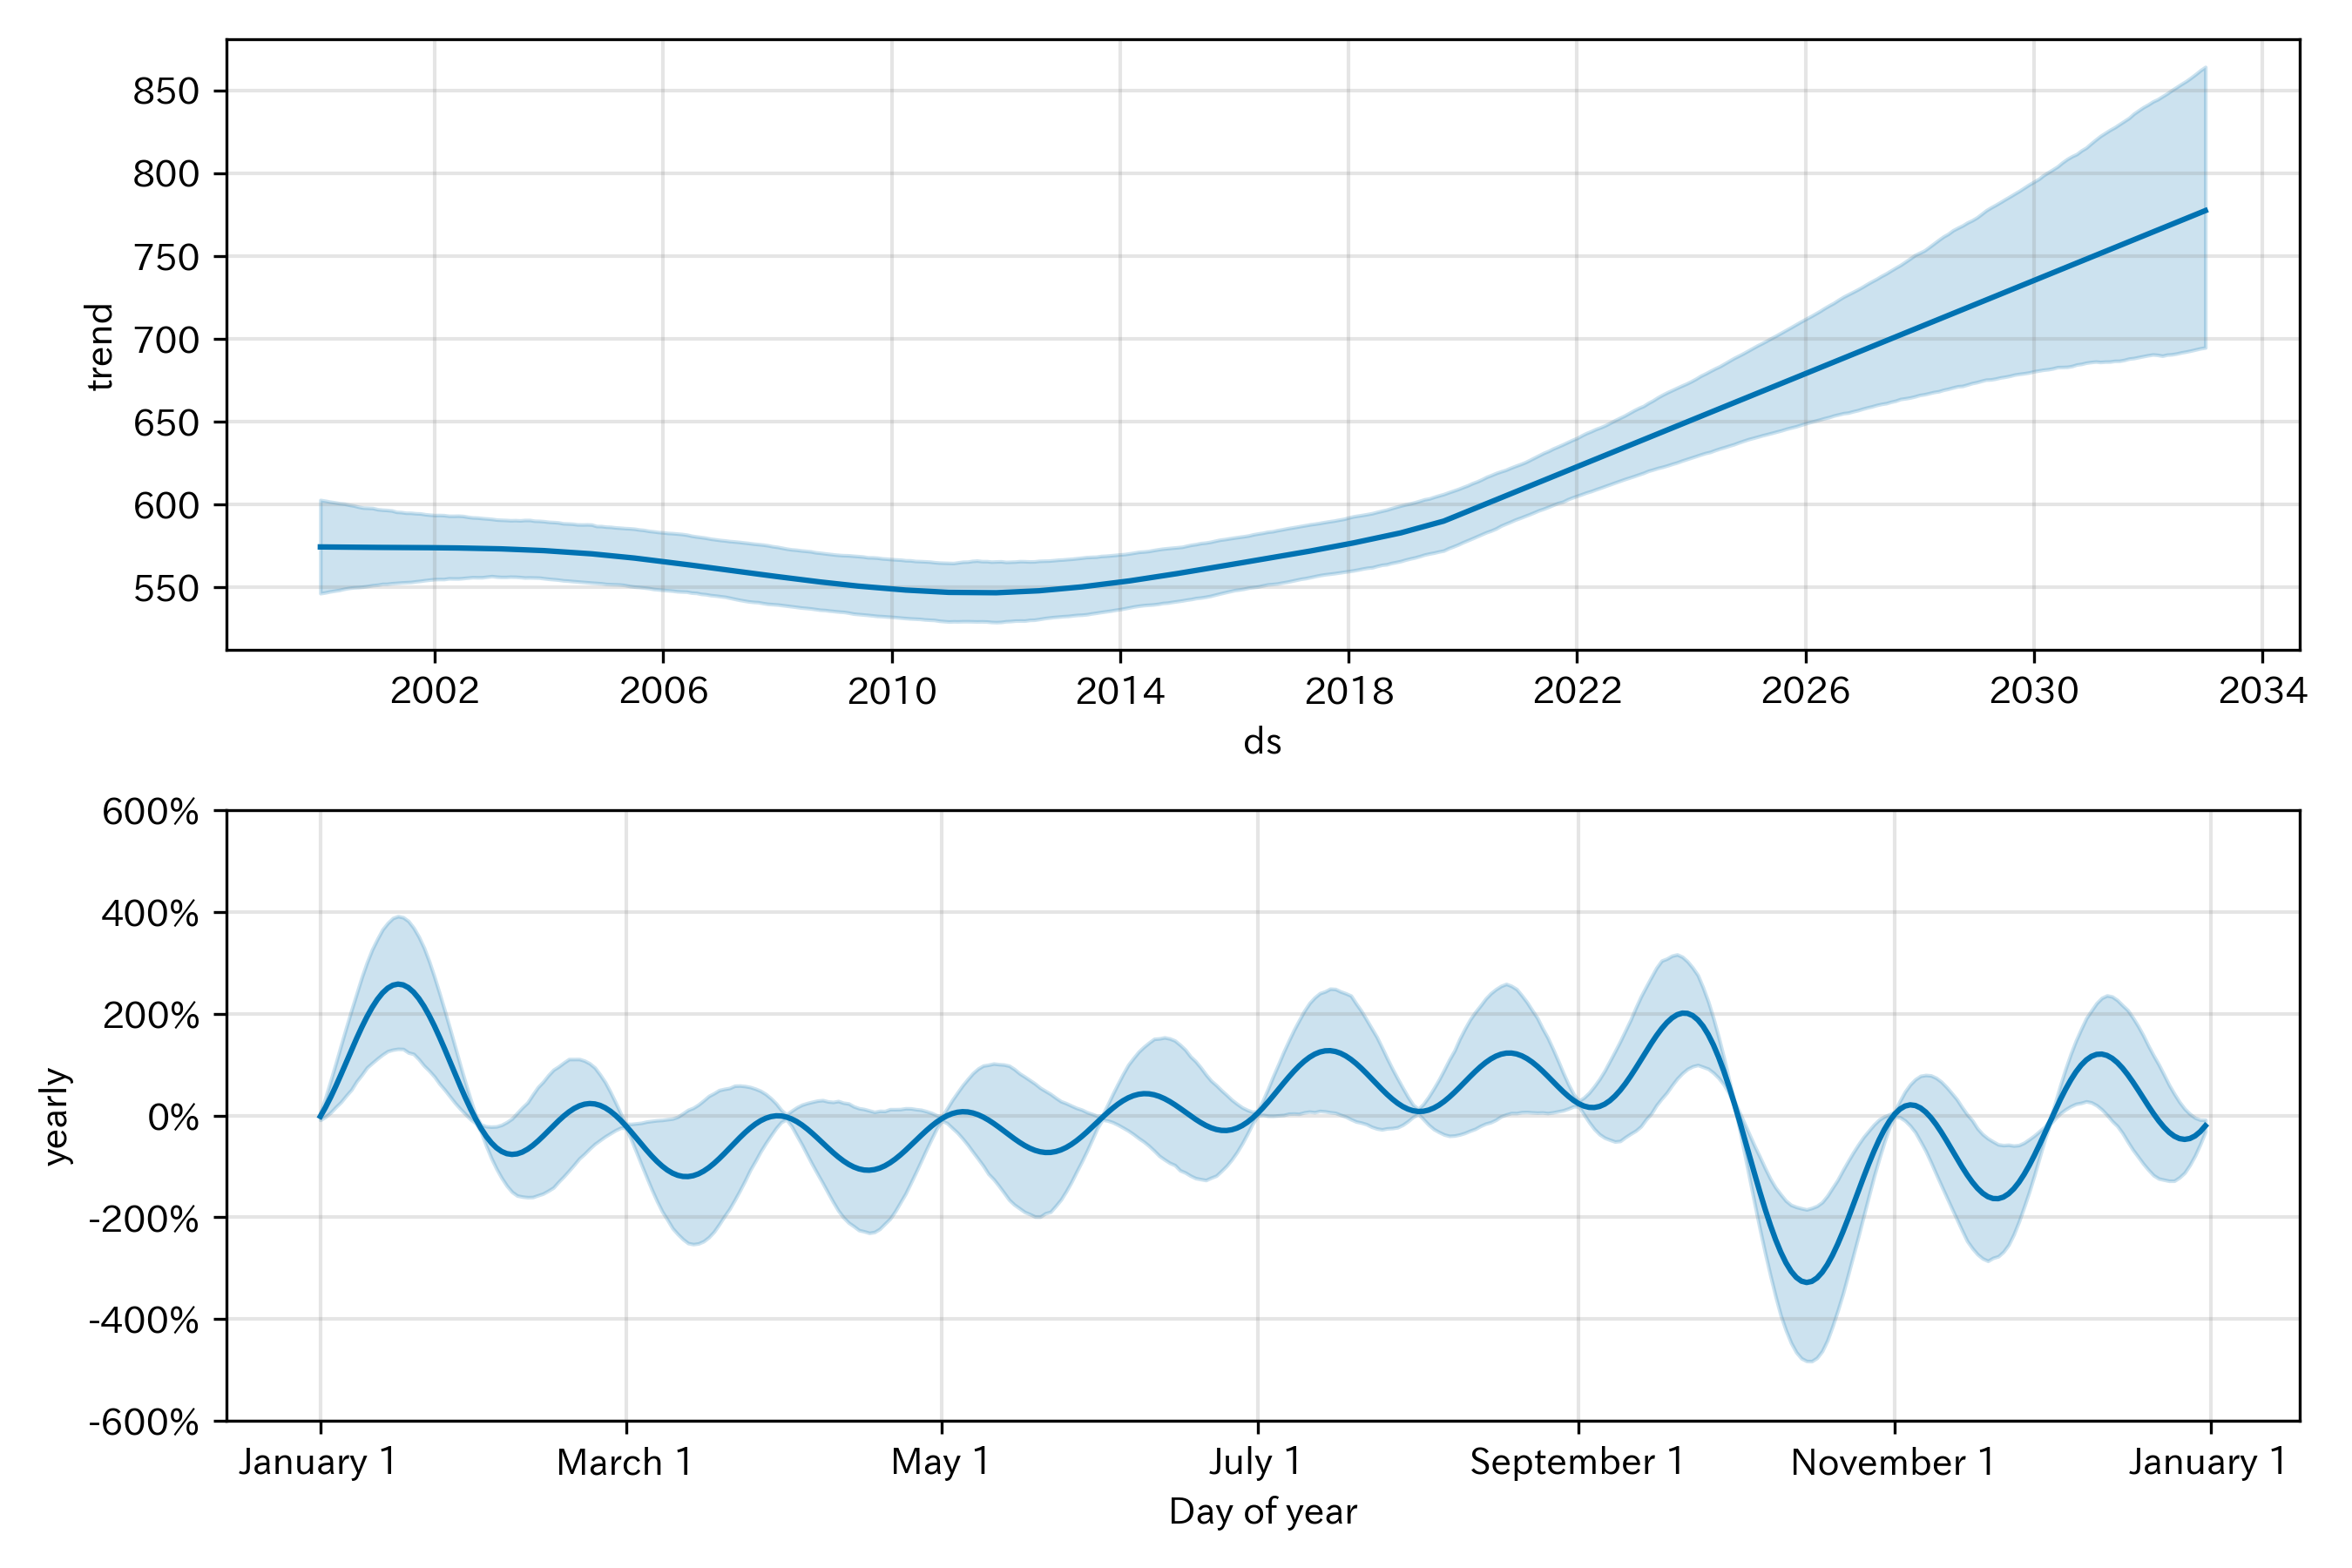 850
800
750
700
650
600
550
trend
2002 2006 2010 2014 2018 2022 2026 2030 2034
ds
600%
400%
200%
0%
-200%
-400%
-600%
yearly
January 1 March 1 May 1 July 1 September 1 November 1 January 1
Day of year